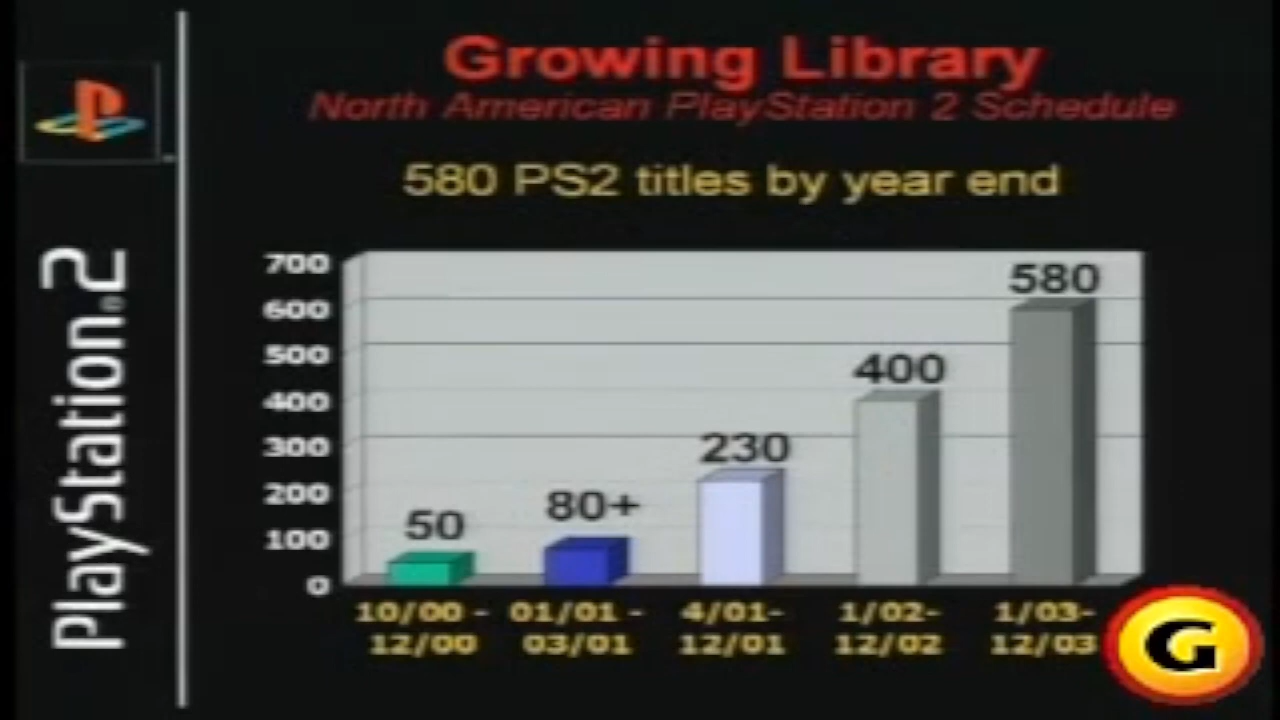 Growing Library
North American PlayStation 2 Schedule
580 PS2 titles by year end
PlayStation®2
700
600
500
400
300
200
100
0
50
80+
230
400
580
10/00 - 12/00
01/01 - 03/01
4/01- 12/01
1/02- 12/02
1/03- 12/03
G